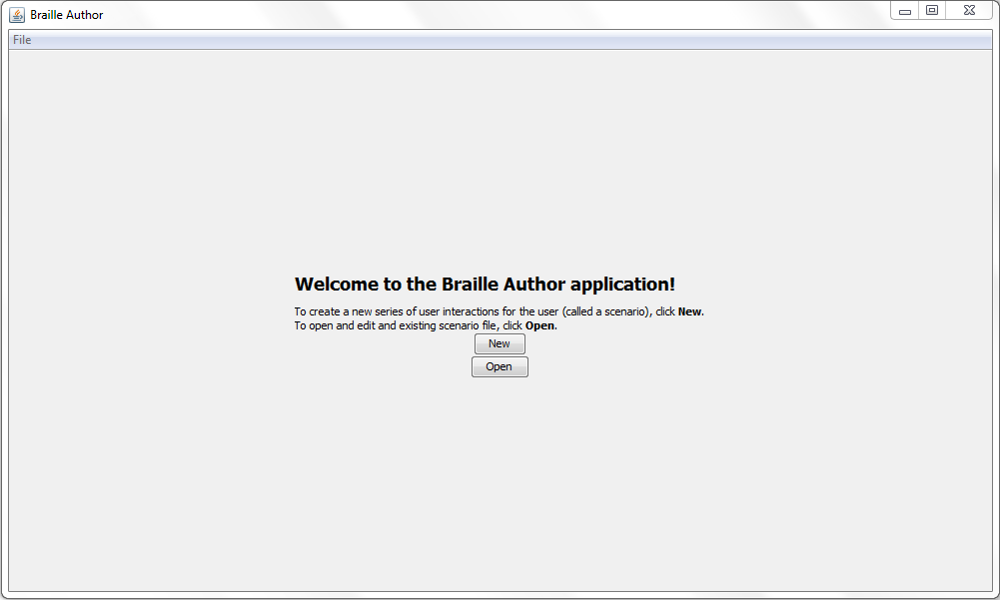 Braille Author
File
Welcome to the Braille Author application!
To create a new series of user interactions for the user (called a scenario), click New.
To open and edit and existing scenario file, click Open.
New
Open